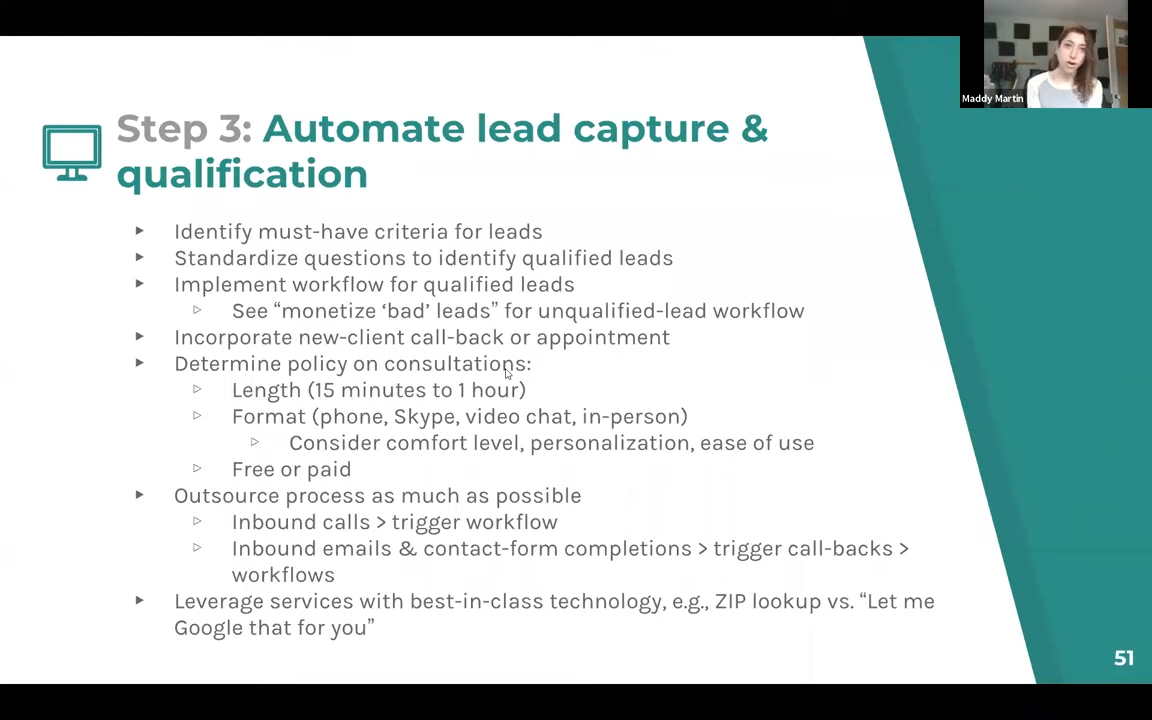 Maddy Martin
Step 3: Automate lead capture &
qualification
Identify must-have criteria for leads
Standardize questions to identify qualified leads
Implement workflow for qualified leads
See “monetize ‘bad’ leads” for unqualified-lead workflow
Incorporate new-client call-back or appointment
Determine policy on consultations:
Length (15 minutes to 1 hour)
Format (phone, Skype, video chat, in-person)
Consider comfort level, personalization, ease of use
Free or paid
Outsource process as much as possible
Inbound calls > trigger workflow
Inbound emails & contact-form completions > trigger call-backs >
workflows
Leverage services with best-in-class technology, e.g., ZIP lookup vs. “Let me
Google that for you”
51